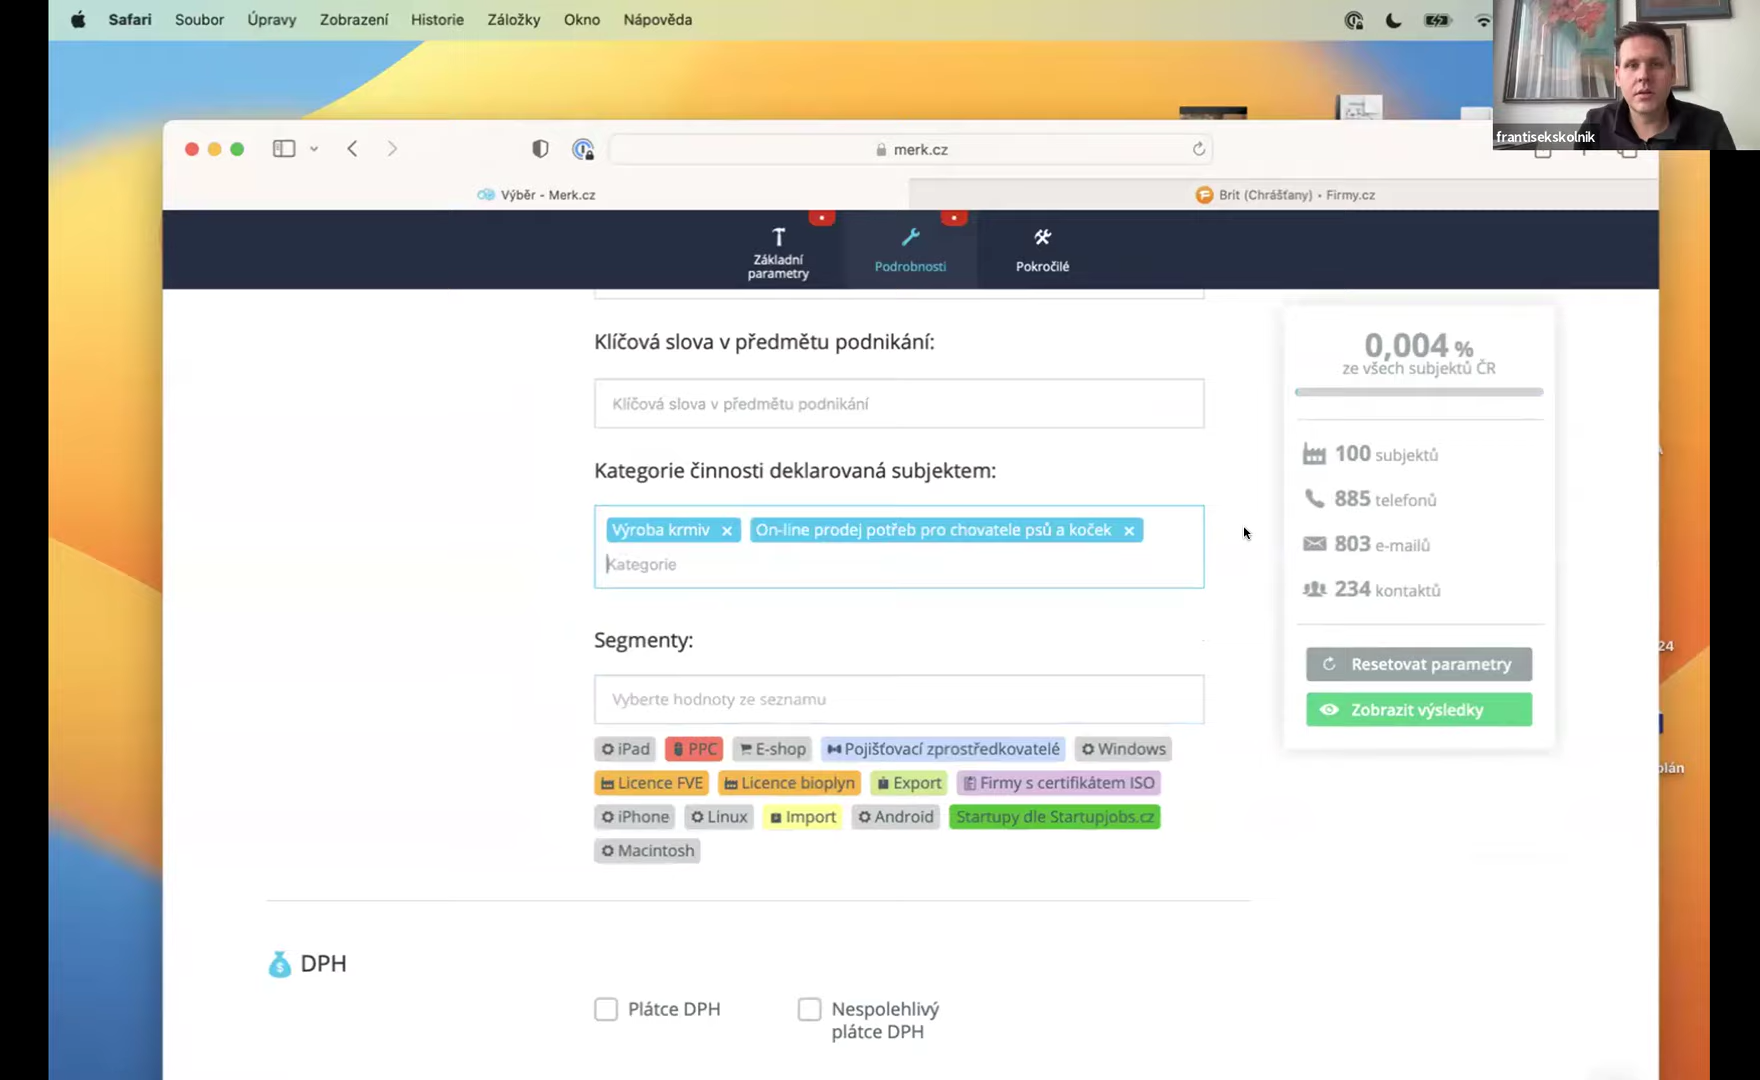 Safari Soubor Úpravy Zobrazení Historie Záložky Okno Nápověda
frantisekskolnik
merk.cz
Výběr - Merk.cz
Brit (Chrášťany) • Firmy.cz
Základní
parametry
Podrobnosti
Pokročilé
Klíčová slova v předmětu podnikání:
Klíčová slova v předmětu podnikání
Kategorie činnosti deklarovaná subjektem:
Výroba krmiv × On-line prodej potřeb pro chovatele psů a koček ×
Kategorie
Segmenty:
Vyberte hodnoty ze seznamu
iPad PPC E-shop Pojišťovací zprostředkovatelé Windows
Licence FVE Licence bioplyn Export Firmy s certifikátem ISO
iPhone Linux Import Android Startupy dle Startupjobs.cz
Macintosh
0,004 %
ze všech subjektů ČR
100 subjektů
885 telefonů
803 e-mailů
234 kontaktů
Resetovat parametry
Zobrazit výsledky
24
DPH
Plátce DPH
Nespolehlivý
plátce DPH